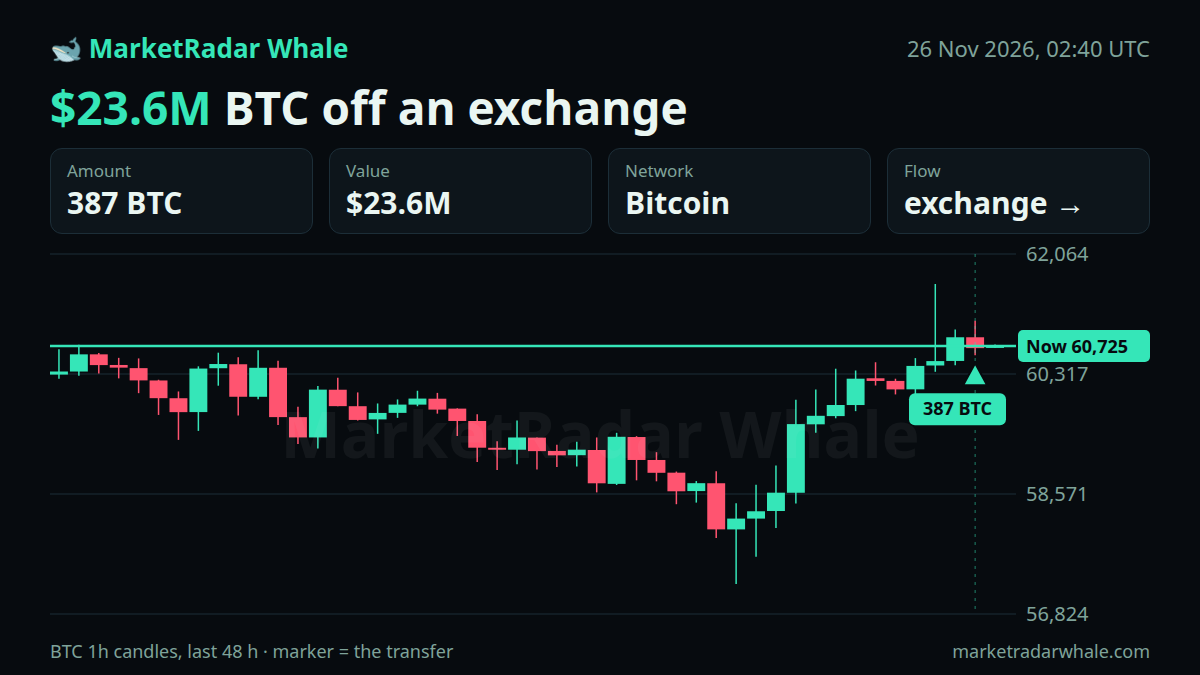 🐳 MarketRadar Whale
26 Nov 2026, 02:40 UTC
$23.6M BTC off an exchange
Amount
387 BTC
Value
$23.6M
Network
Bitcoin
Flow
exchange →
62,064
Now 60,725
60,317
387 BTC
MarketRadar Whale
58,571
56,824
BTC 1h candles, last 48 h · marker = the transfer
marketradarwhale.com